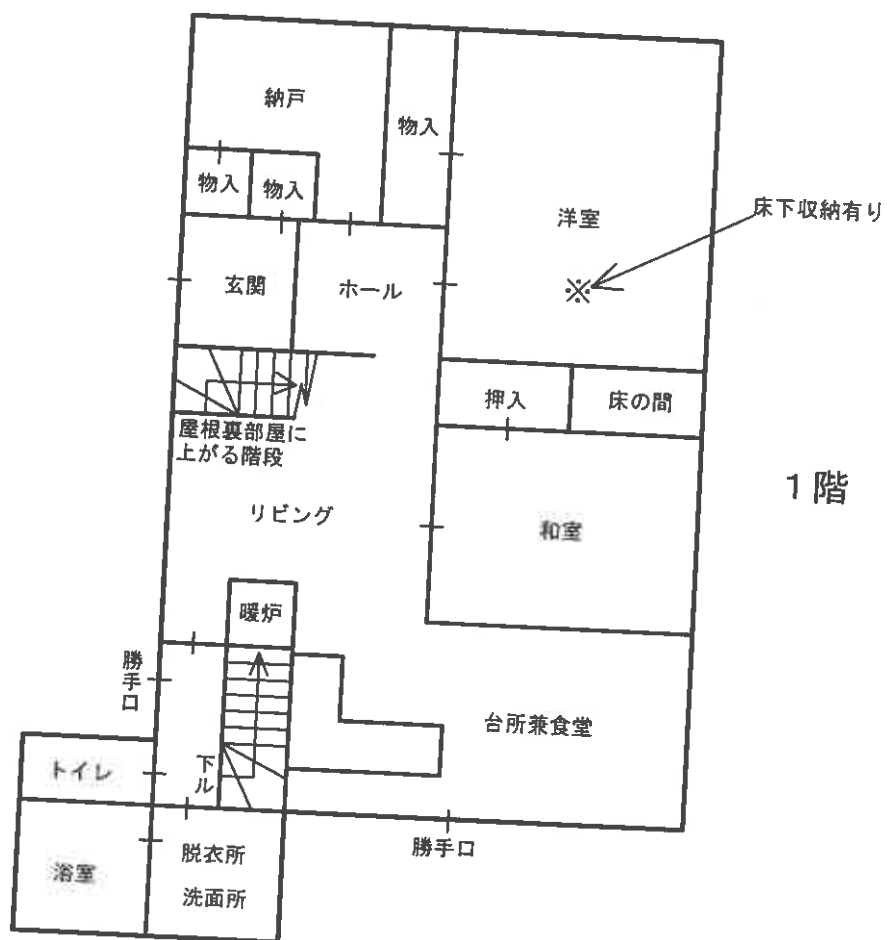 納戸
物入
物入
物入
洋室
床下収納有り
※
玄関
ホール
押入
床の間
屋根裏部屋に
上がる階段
1階
リビング
和室
暖炉
勝手口
台所兼食堂
トイレ
下ル
勝手口
脱衣所
洗面所
浴室